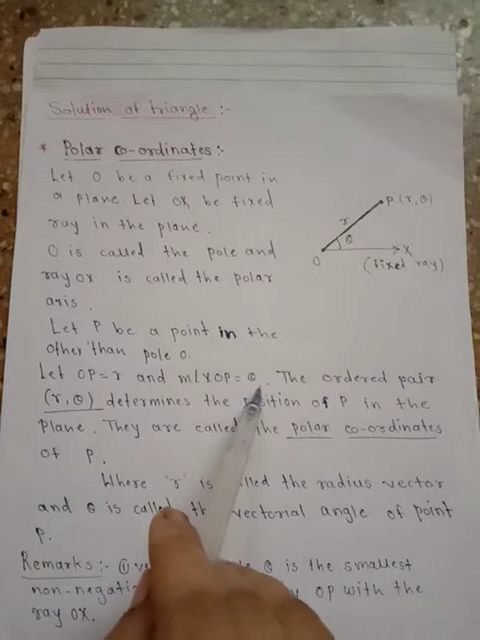 Solution of triangle :-
* Polar co-ordinates :-
Let O be a fixed point in
a plane. Let OX be fixed
ray in the plane.
O is called the pole and
ray OX is called the polar
axis.
P (r, θ)
r
θ
O
X
(fixed ray)
Let P be a point in the
other than pole O.
Let OP = r and m∠XOP = θ. The ordered pair
(r, θ) determines the position of P in the
plane. They are called the polar co-ordinates
of P.
Where 'r' is called the radius vector
and θ is called the vectorial angle of point
P.
Remarks :- ① θ is the smallest
non-negative OP with the
ray OX.